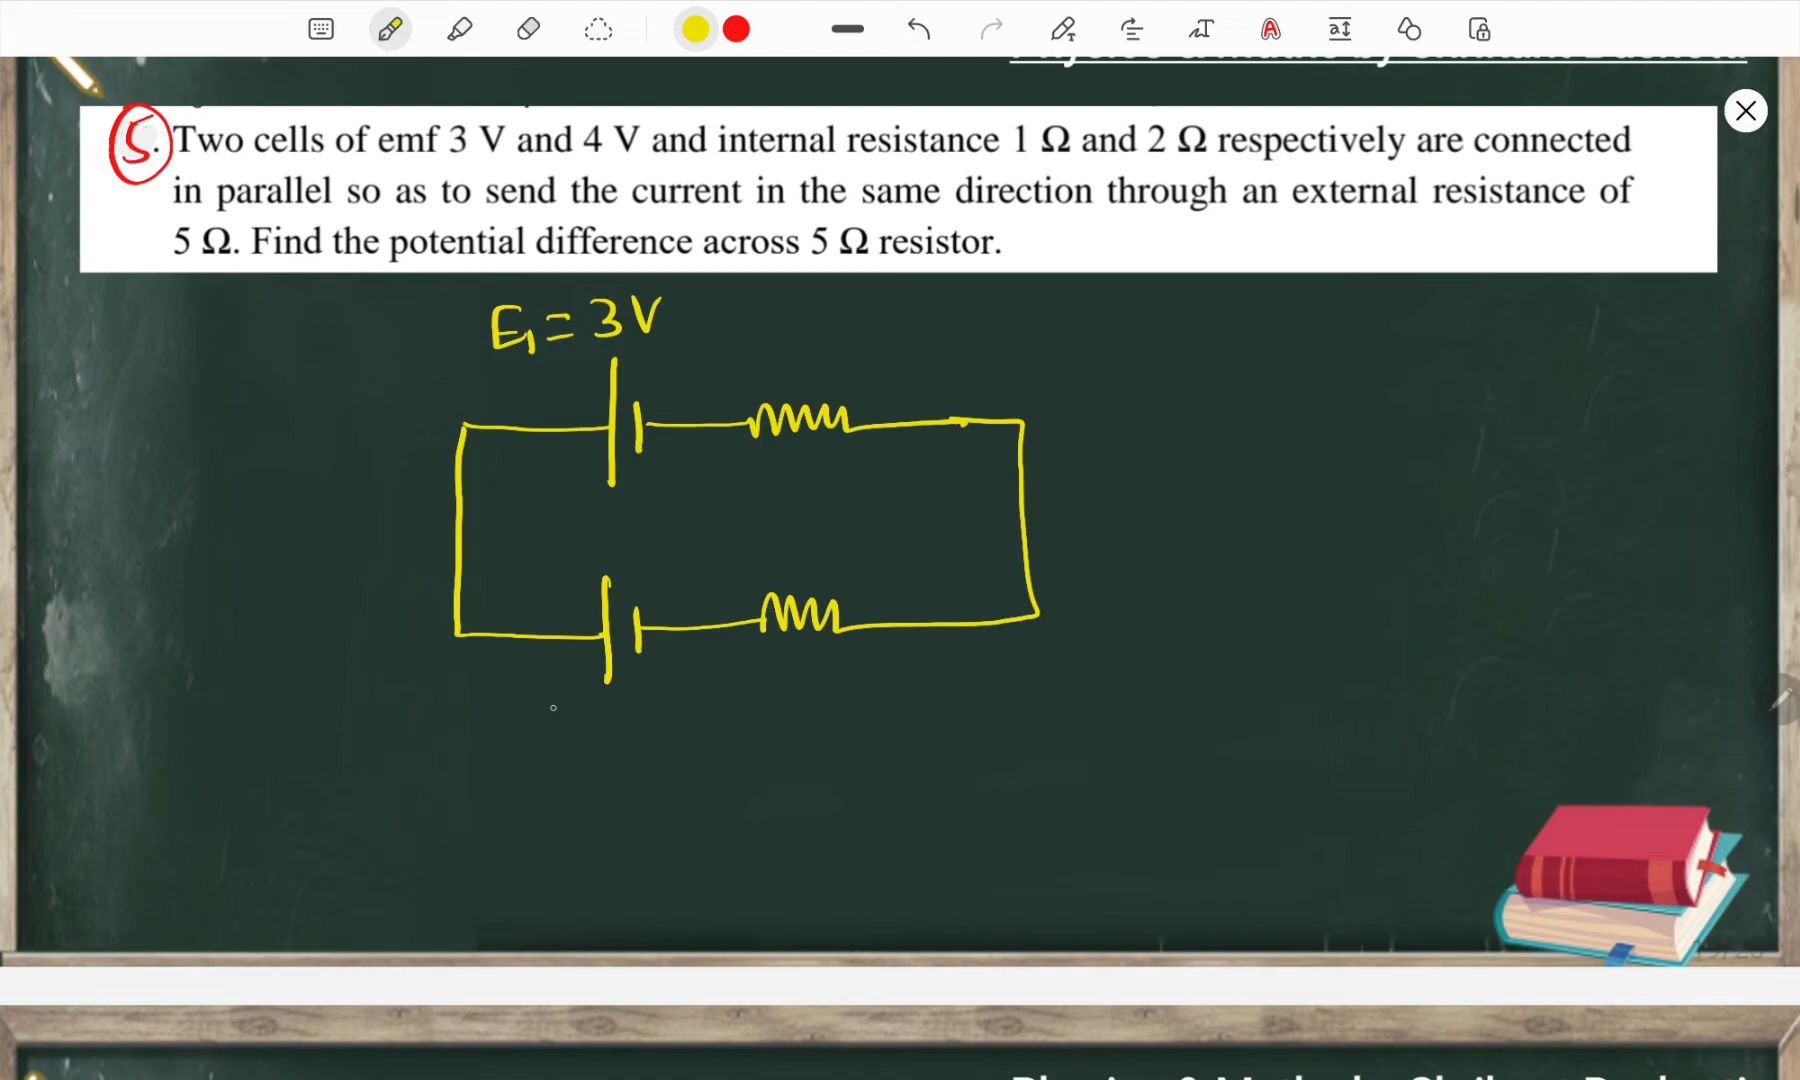 5. Two cells of emf 3 V and 4 V and internal resistance 1 Ω and 2 Ω respectively are connected
in parallel so as to send the current in the same direction through an external resistance of
5 Ω. Find the potential difference across 5 Ω resistor.
E₁ = 3 V